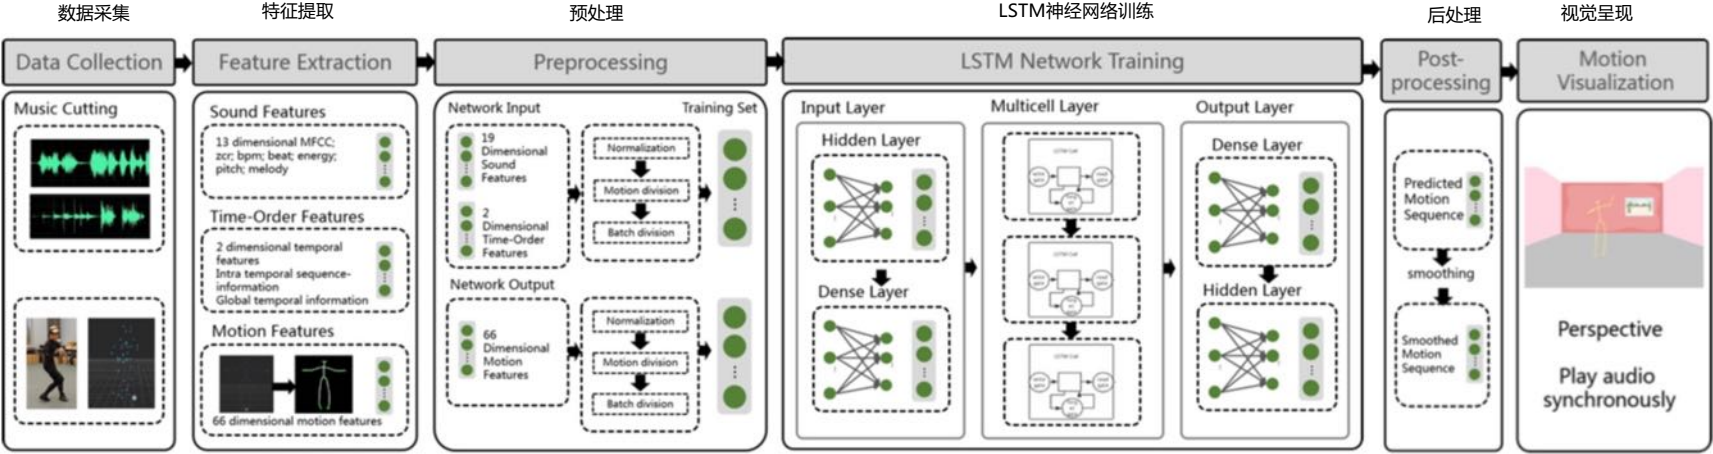 数据采集
特征提取
预处理
LSTM神经网络训练
后处理
视觉呈现
Data Collection
Feature Extraction
Preprocessing
LSTM Network Training
Post-
processing
Motion
Visualization
Music Cutting
Sound Features
13 dimensional MFCC;
zcr; bpm; beat; energy;
pitch; melody
Time-Order Features
2 dimensional temporal
features
Intra temporal sequence-
information
Global temporal information
Motion Features
66 dimensional motion features
Network Input
Training Set
19
Dimensional
Sound
Features
2
Dimensional
Time-Order
Features
Normalization
Motion division
Batch division
Network Output
66
Dimensional
Motion
Features
Normalization
Motion division
Batch division
Input Layer
Hidden Layer
Dense Layer
Multicell Layer
LSTM Cell
LSTM Cell
LSTM Cell
Output Layer
Dense Layer
Hidden Layer
Predicted
Motion
Sequence
smoothing
Smoothed
Motion
Sequence
Perspective
Play audio
synchronously